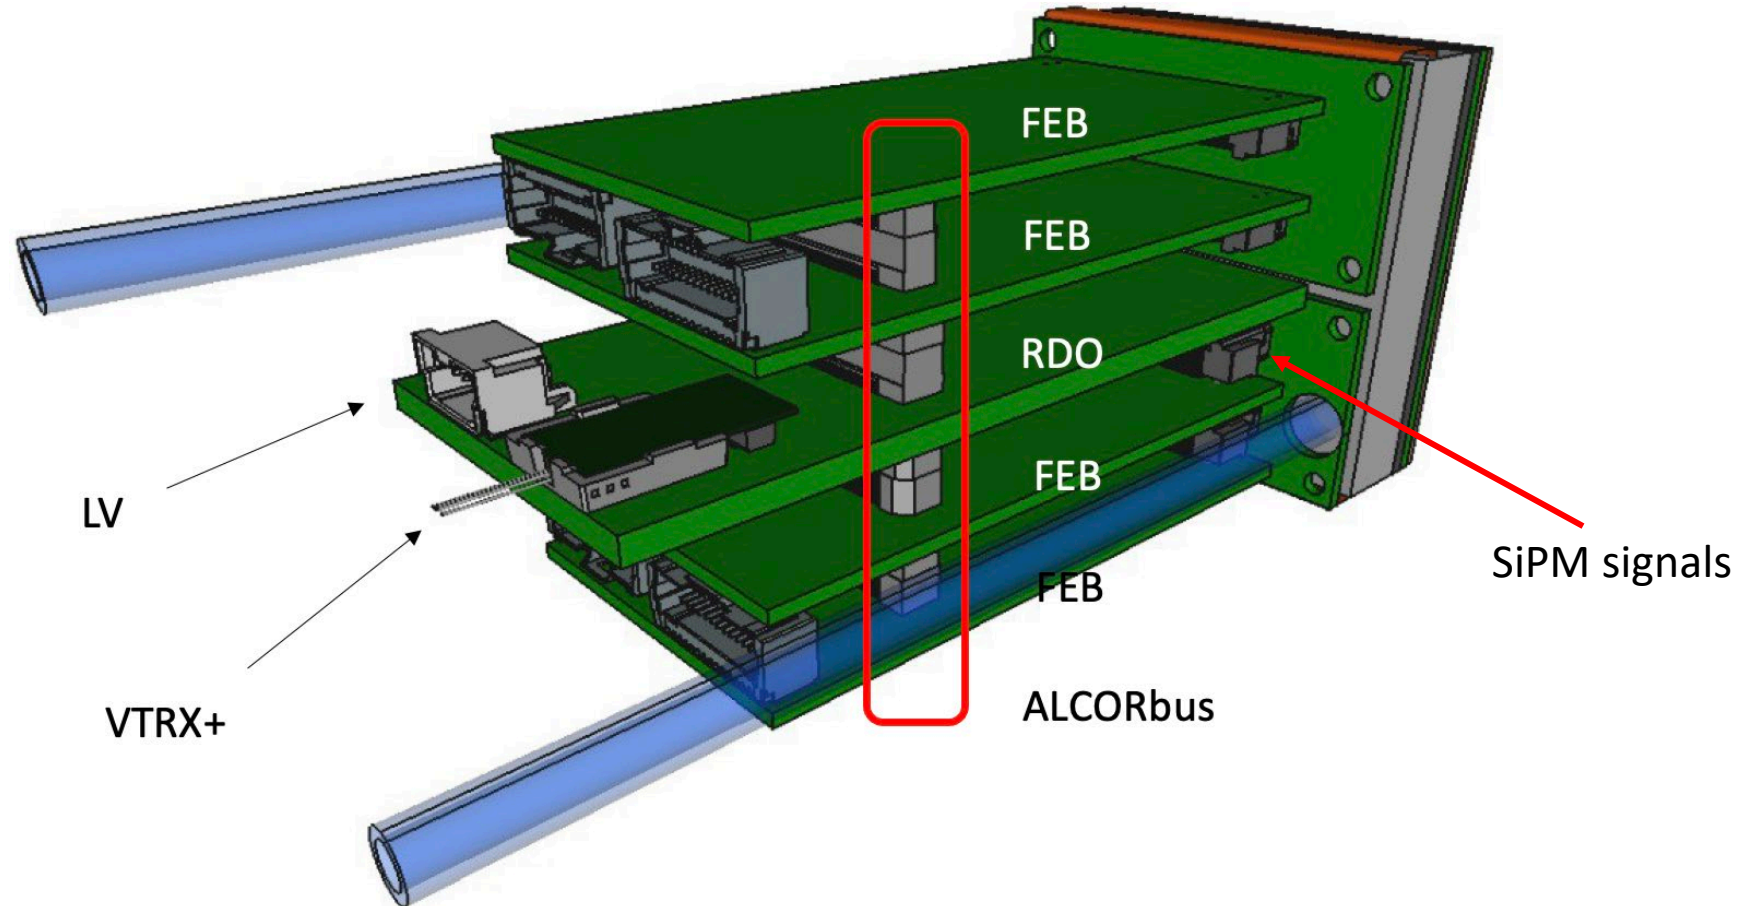 FEB
FEB
RDO
FEB
LV
SiPM signals
FEB
ALCORbus
VTRX+